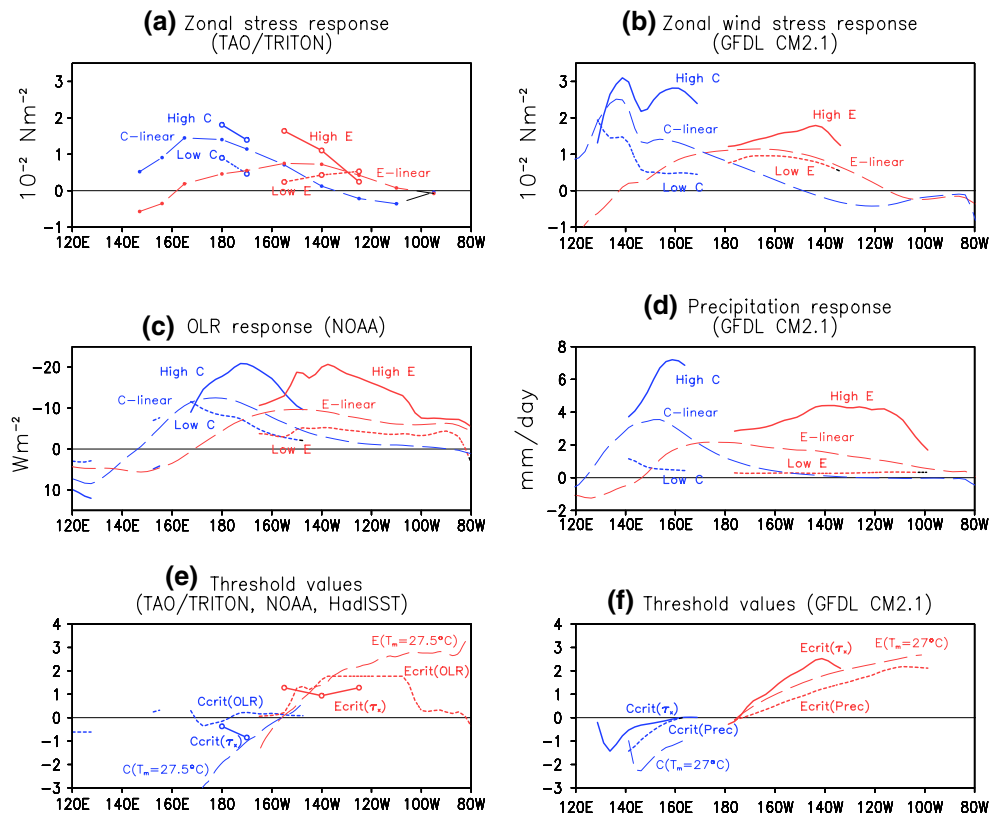 (a) Zonal stress response
(TAO/TRITON)
10⁻² Nm⁻²
3
2
1
0
-1
High C
C-linear
Low C
High E
E-linear
Low E
120E 140E 160E 180 160W 140W 120W 100W 80W
(b) Zonal wind stress response
(GFDL CM2.1)
10⁻² Nm⁻²
3
2
1
0
-1
High C
High E
C-linear
E-linear
Low C
Low E
120E 140E 160E 180 160W 140W 120W 100W 80W
(c) OLR response (NOAA)
Wm⁻²
-20
-10
0
10
High C
High E
C-linear
E-linear
Low C
Low E
120E 140E 160E 180 160W 140W 120W 100W 80W
(d) Precipitation response
(GFDL CM2.1)
mm/day
8
6
4
2
0
-2
High C
High E
C-linear
E-linear
Low E
Low C
120E 140E 160E 180 160W 140W 120W 100W 80W
(e) Threshold values
(TAO/TRITON, NOAA, HadISST)
4
3
2
1
0
-1
-2
-3
E(Tm=27.5°C)
Ecrit(OLR)
Ccrit(OLR)
Ecrit(τx)
Ccrit(τx)
C(Tm=27.5°C)
120E 140E 160E 180 160W 140W 120W 100W 80W
(f) Threshold values (GFDL CM2.1)
4
3
2
1
0
-1
-2
-3
Ecrit(τx)
E(Tm=27°C)
Ccrit(τx)
Ecrit(Prec)
Ccrit(Prec)
C(Tm=27°C)
120E 140E 160E 180 160W 140W 120W 100W 80W